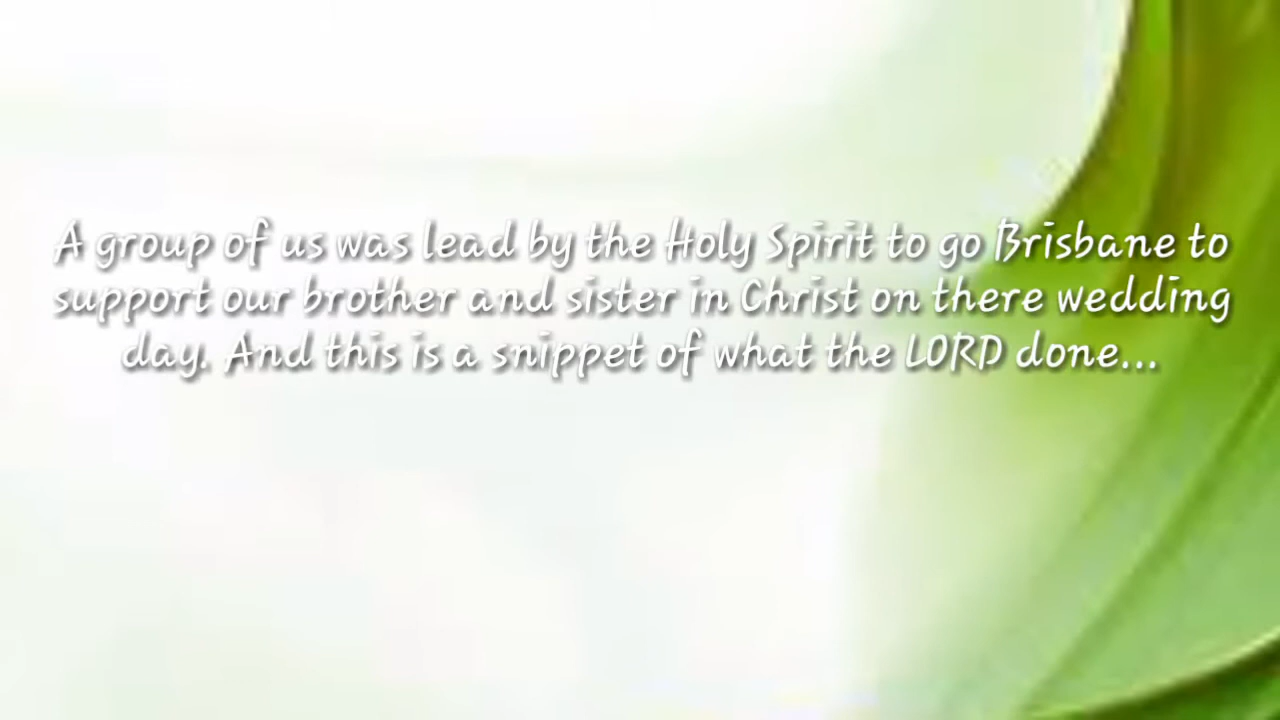 A group of us was lead by the Holy Spirit to go Brisbane to
support our brother and sister in Christ on there wedding
day. And this is a snippet of what the LORD done...